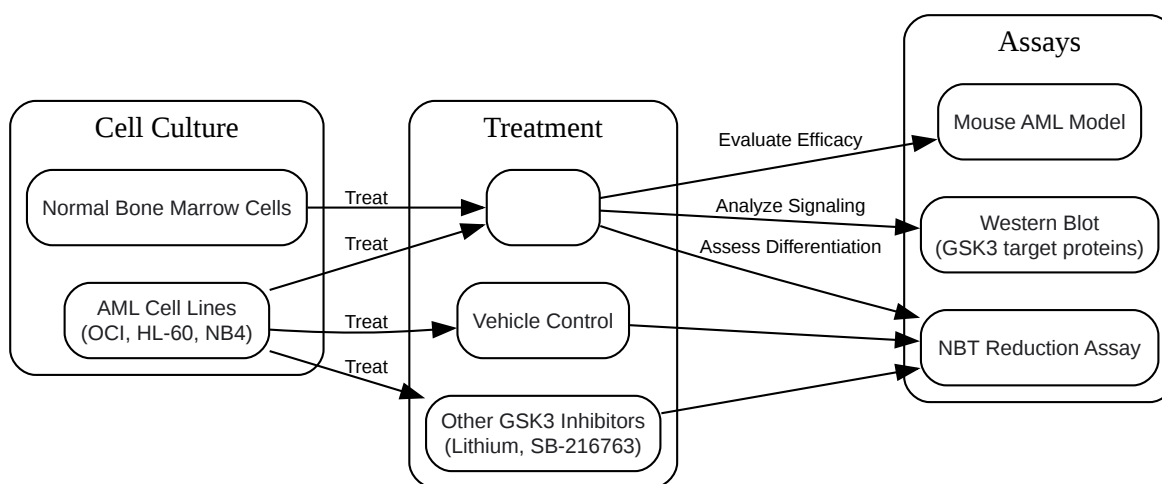 Cell Culture
Normal Bone Marrow Cells
AML Cell Lines
(OCI, HL-60, NB4)
Treat
Treat
Treat
Treat
Treatment
Vehicle Control
Other GSK3 Inhibitors
(Lithium, SB-216763)
Evaluate Efficacy
Analyze Signaling
Assess Differentiation
Assays
Mouse AML Model
Western Blot
(GSK3 target proteins)
NBT Reduction Assay